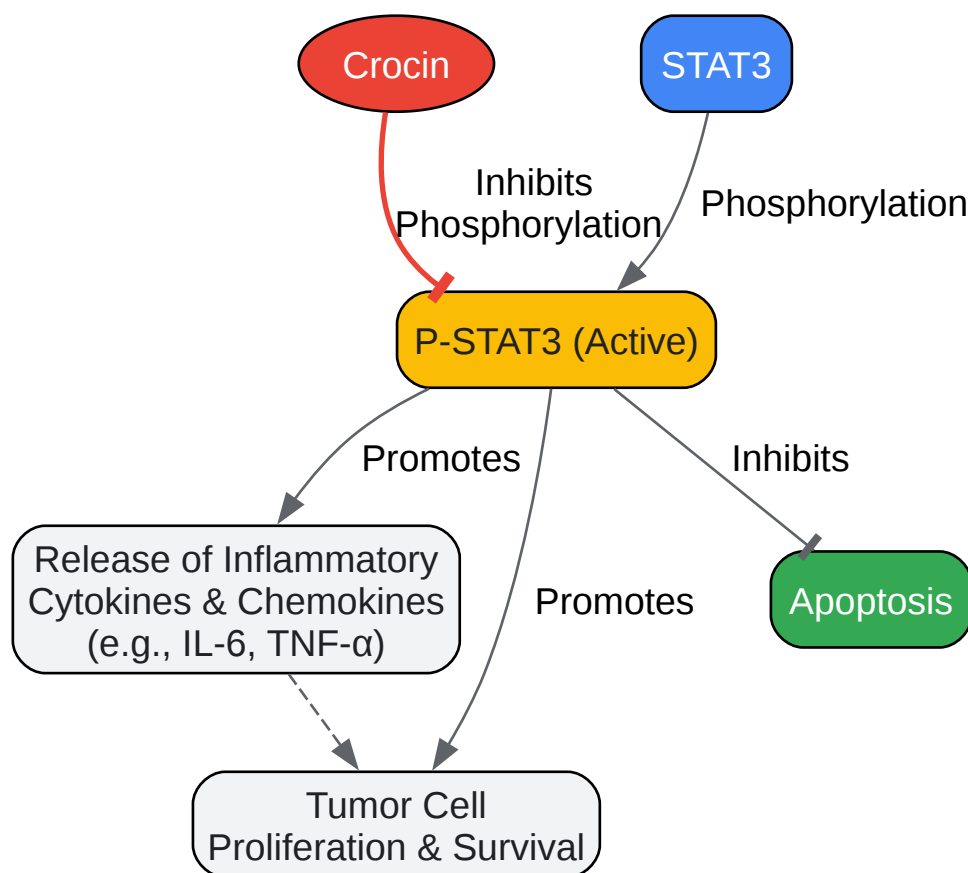 Crocin
STAT3
Inhibits
Phosphorylation
Phosphorylation
P-STAT3 (Active)
Promotes
Inhibits
Release of Inflammatory
Cytokines & Chemokines
(e.g., IL-6, TNF-α)
Promotes
Apoptosis
Tumor Cell
Proliferation & Survival